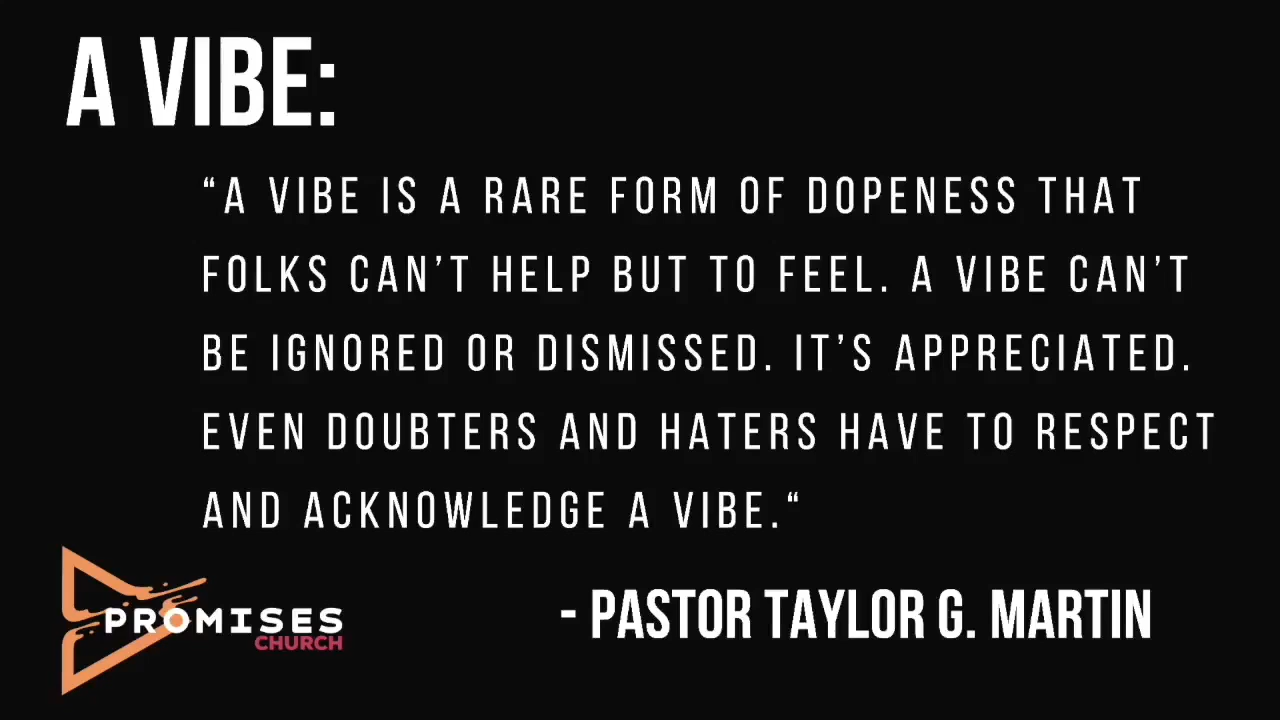 A VIBE:
“A VIBE IS A RARE FORM OF DOPENESS THAT
FOLKS CAN’T HELP BUT TO FEEL. A VIBE CAN’T
BE IGNORED OR DISMISSED. IT’S APPRECIATED.
EVEN DOUBTERS AND HATERS HAVE TO RESPECT
AND ACKNOWLEDGE A VIBE.“
- PASTOR TAYLOR G. MARTIN
PROMISES
CHURCH